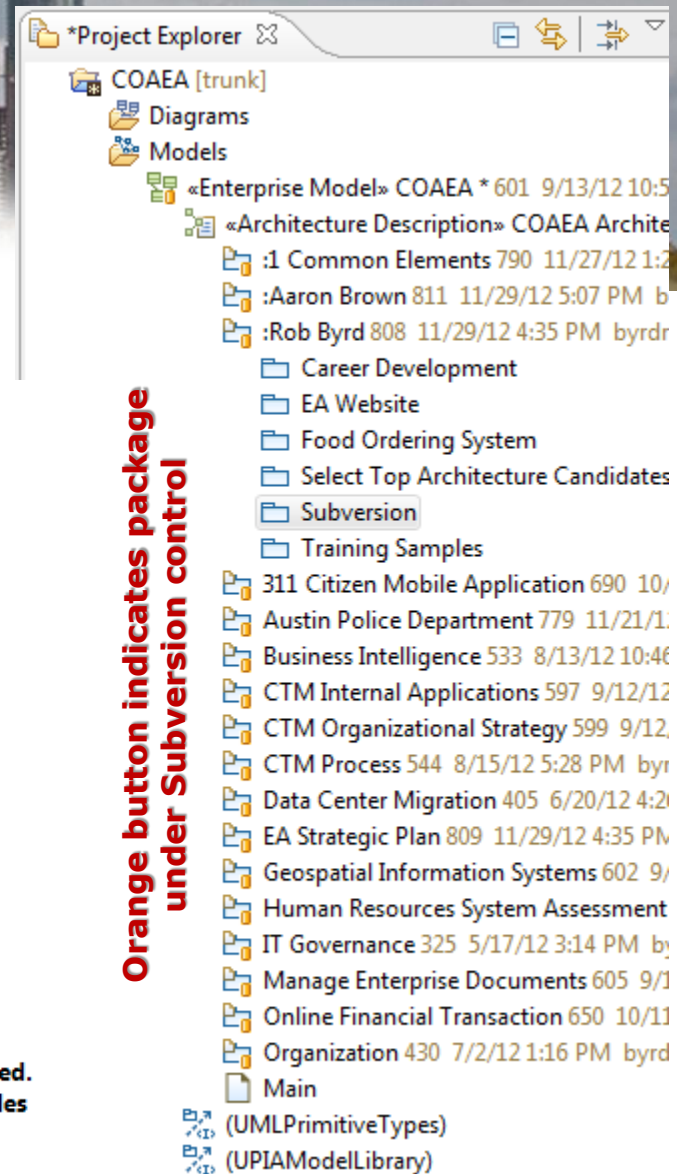 *Project Explorer
COAEA [trunk]
Diagrams
Models
«Enterprise Model» COAEA * 601 9/13/12 10:5
«Architecture Description» COAEA Archite
:1 Common Elements 790 11/27/12 1:2
:Aaron Brown 811 11/29/12 5:07 PM b
:Rob Byrd 808 11/29/12 4:35 PM byrdr
Career Development
EA Website
Food Ordering System
Select Top Architecture Candidates
Subversion
Training Samples
311 Citizen Mobile Application 690 10/
Austin Police Department 779 11/21/1
Business Intelligence 533 8/13/12 10:46
CTM Internal Applications 597 9/12/12
CTM Organizational Strategy 599 9/12
CTM Process 544 8/15/12 5:28 PM byr
Data Center Migration 405 6/20/12 4:2
EA Strategic Plan 809 11/29/12 4:35 PM
Geospatial Information Systems 602 9/
Human Resources System Assessment
IT Governance 325 5/17/12 3:14 PM by
Manage Enterprise Documents 605 9/1
Online Financial Transaction 650 10/11
Organization 430 7/2/12 1:16 PM byrd
Main
(UMLPrimitiveTypes)
(UPIAModelLibrary)
Orange button indicates package
under Subversion control
ed.
les